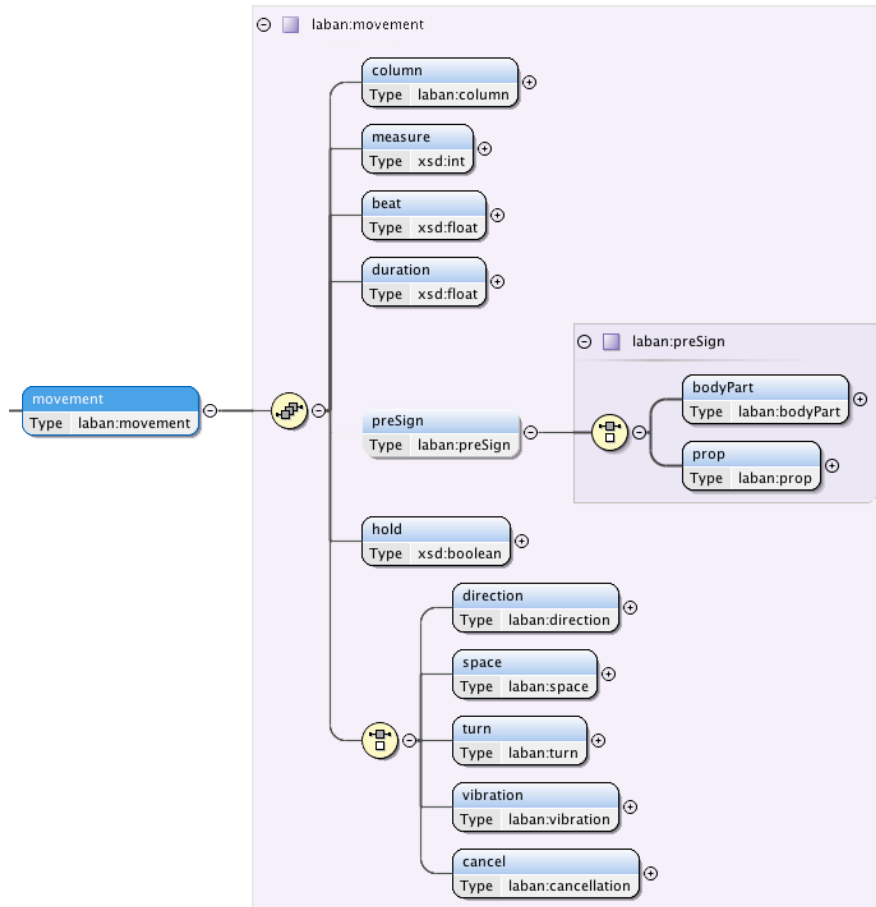 laban:movement
column
Type laban:column
measure
Type xsd:int
beat
Type xsd:float
duration
Type xsd:float
laban:preSign
movement
Type laban:movement
preSign
Type laban:preSign
bodyPart
Type laban:bodyPart
prop
Type laban:prop
hold
Type xsd:boolean
direction
Type laban:direction
space
Type laban:space
turn
Type laban:turn
vibration
Type laban:vibration
cancel
Type laban:cancellation